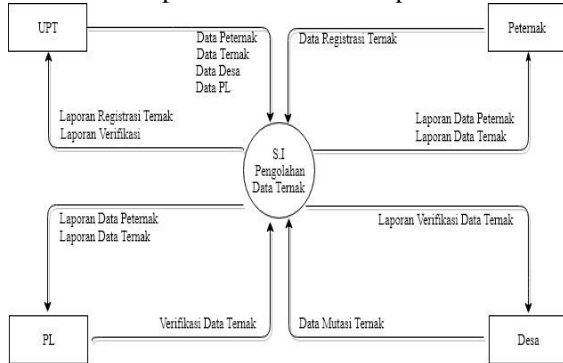 UPT
Peternak
Data Peternak
Data Ternak
Data Desa
Data PL
Data Registrasi Ternak
Laporan Registrasi Ternak
Laporan Verifikasi
Laporan Data Peternak
Laporan Data Ternak
S.I
Pengolahan
Data Ternak
Laporan Data Peternak
Laporan Data Ternak
Laporan Verifikasi Data Ternak
Verifikasi Data Ternak
Data Mutasi Ternak
PL
Desa